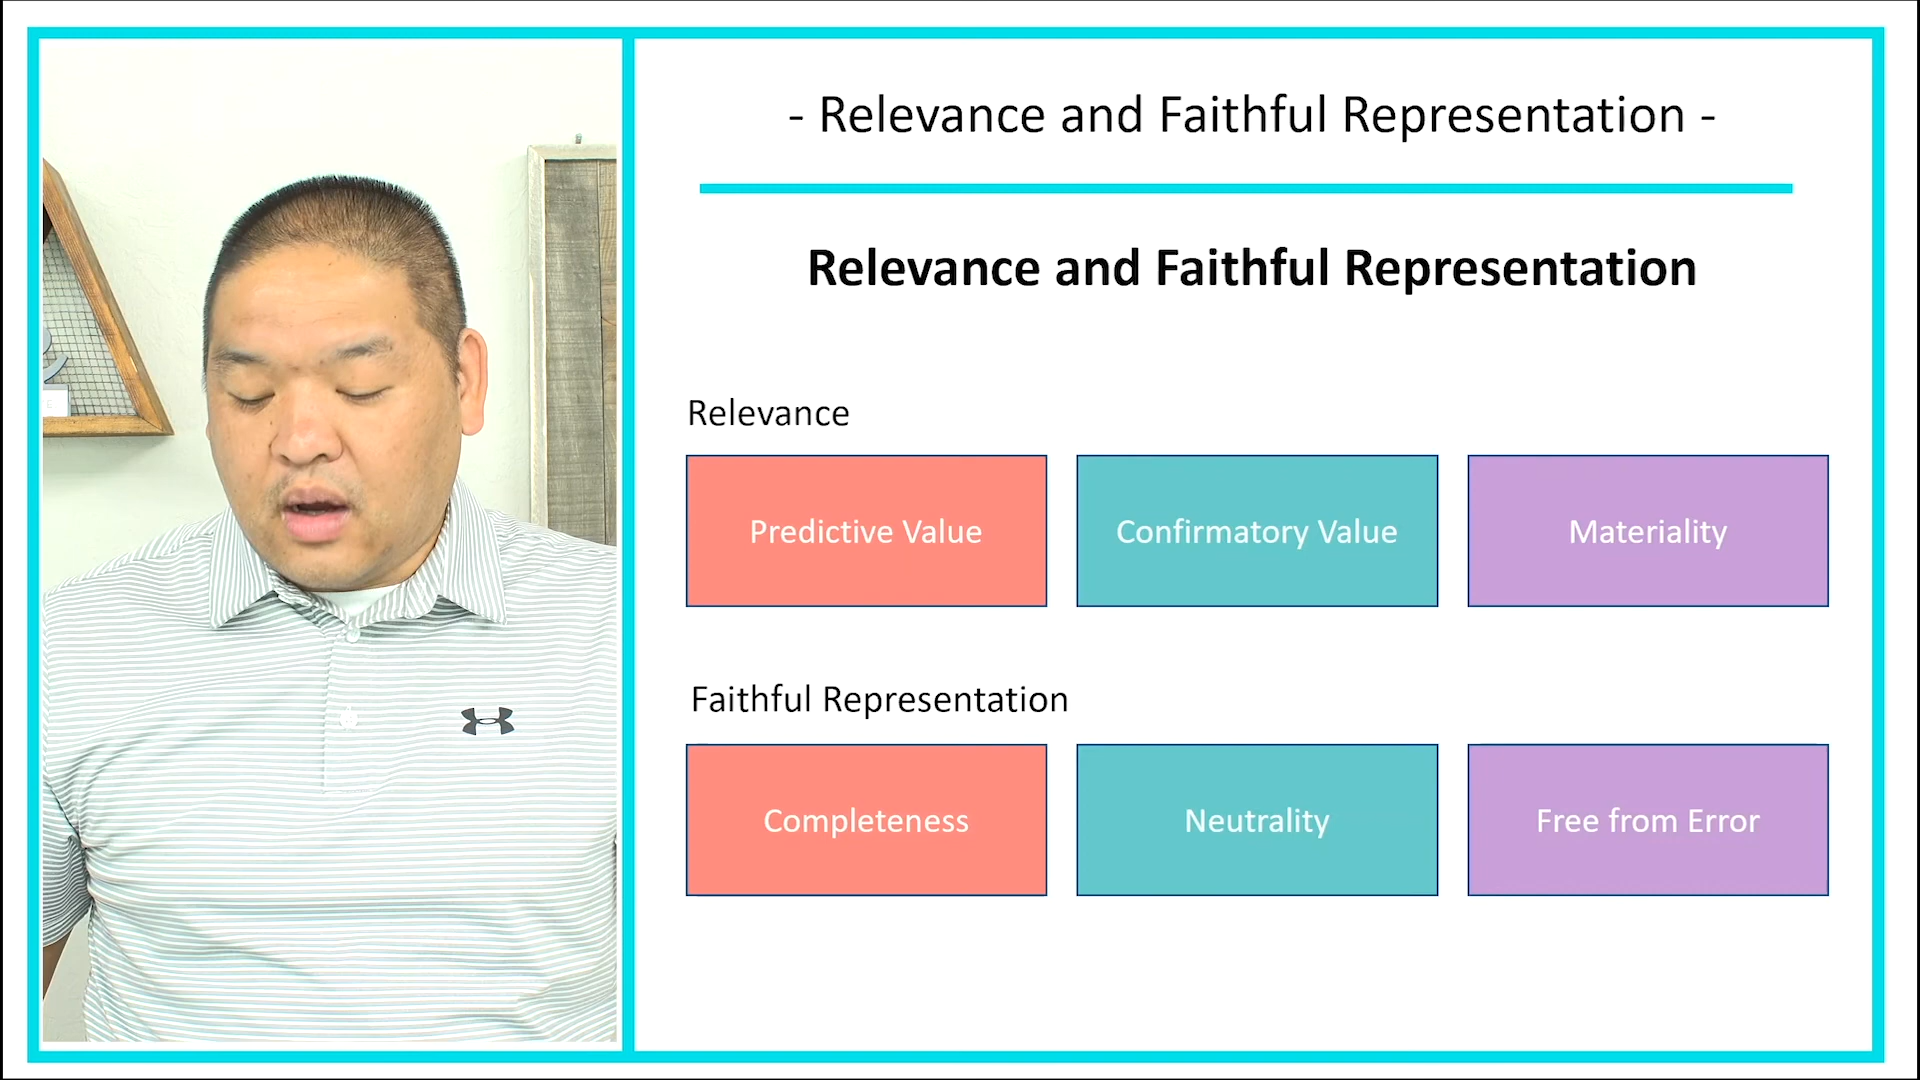 - Relevance and Faithful Representation -
Relevance and Faithful Representation
Relevance
Predictive Value
Confirmatory Value
Materiality
Faithful Representation
Completeness
Neutrality
Free from Error